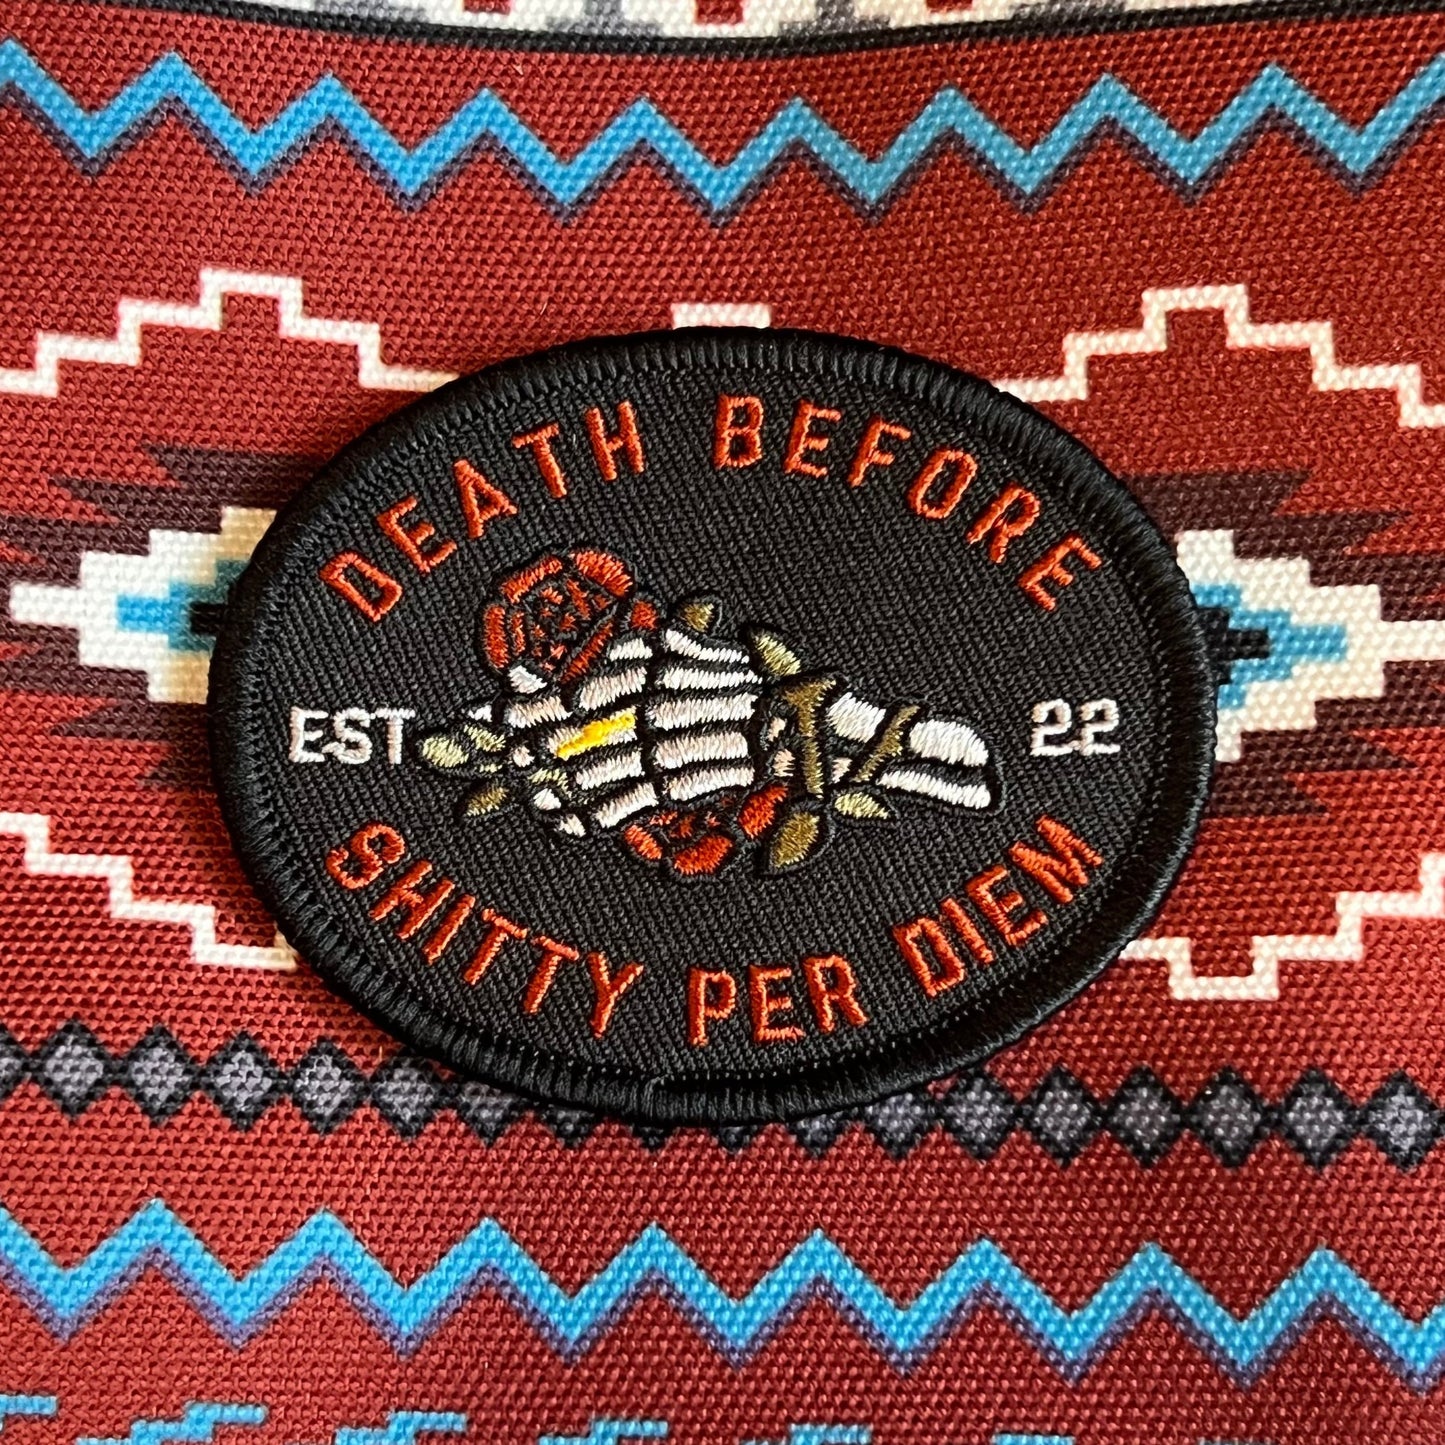 DEATH BEFORE
EST 22
SHITTY PER DIEM